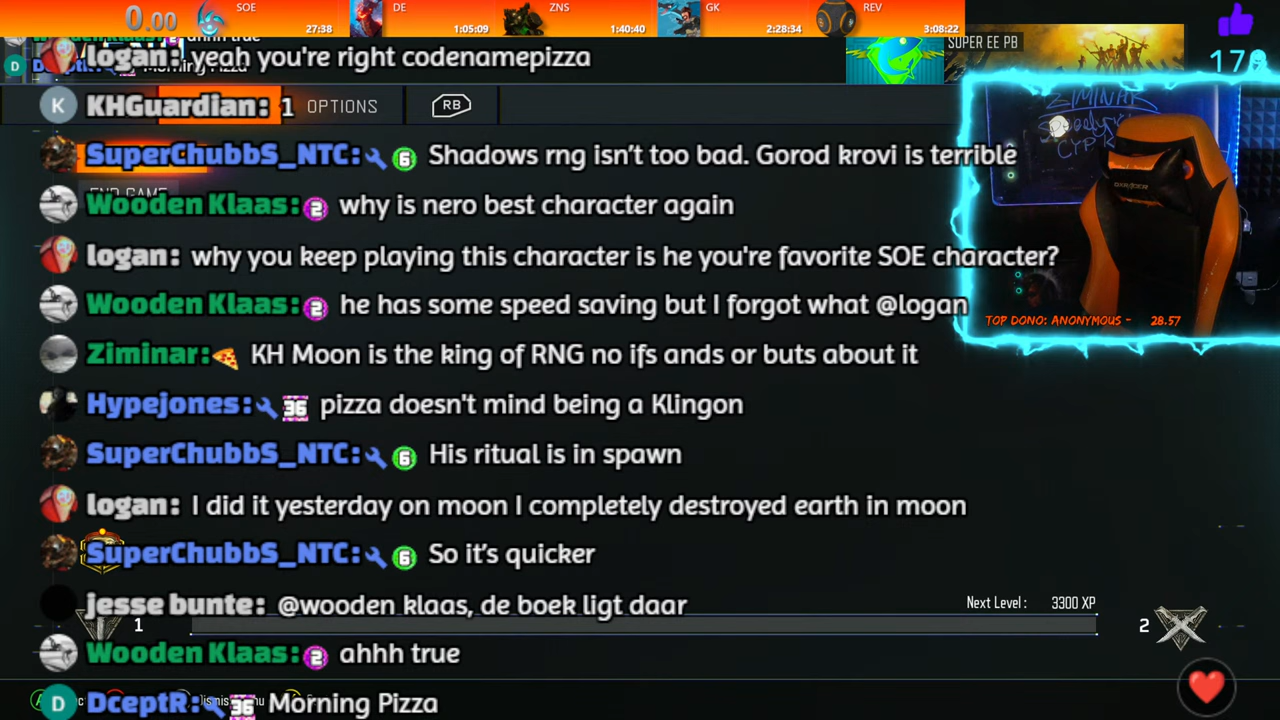 0.00 SOE 27:38 DE 1:05:09 ZNS 1:40:40 GK 2:28:34 REV 3:08:22
logan: yeah you're right codenamepizza
SUPER EE PB
KHGuardian: 1
OPTIONS RB
SuperChubbS_NTC: 6 Shadows rng isn't too bad. Gorod krovi is terrible
END GAME
Wooden Klaas: 2 why is nero best character again
logan: why you keep playing this character is he you're favorite SOE character?
Wooden Klaas: 2 he has some speed saving but I forgot what @logan
TOP DONO: ANONYMOUS - 28.57
Ziminar: KH Moon is the king of RNG no ifs ands or buts about it
Hypejones: 36 pizza doesn't mind being a Klingon
SuperChubbS_NTC: 6 His ritual is in spawn
logan: I did it yesterday on moon I completely destroyed earth in moon
SuperChubbS_NTC: 6 So it's quicker
jesse bunte: @wooden klaas, de boek ligt daar
Next Level: 3300 XP
1 2
Wooden Klaas: 2 ahhh true
D DceptR: 36 Morning Pizza
ZIMINAR